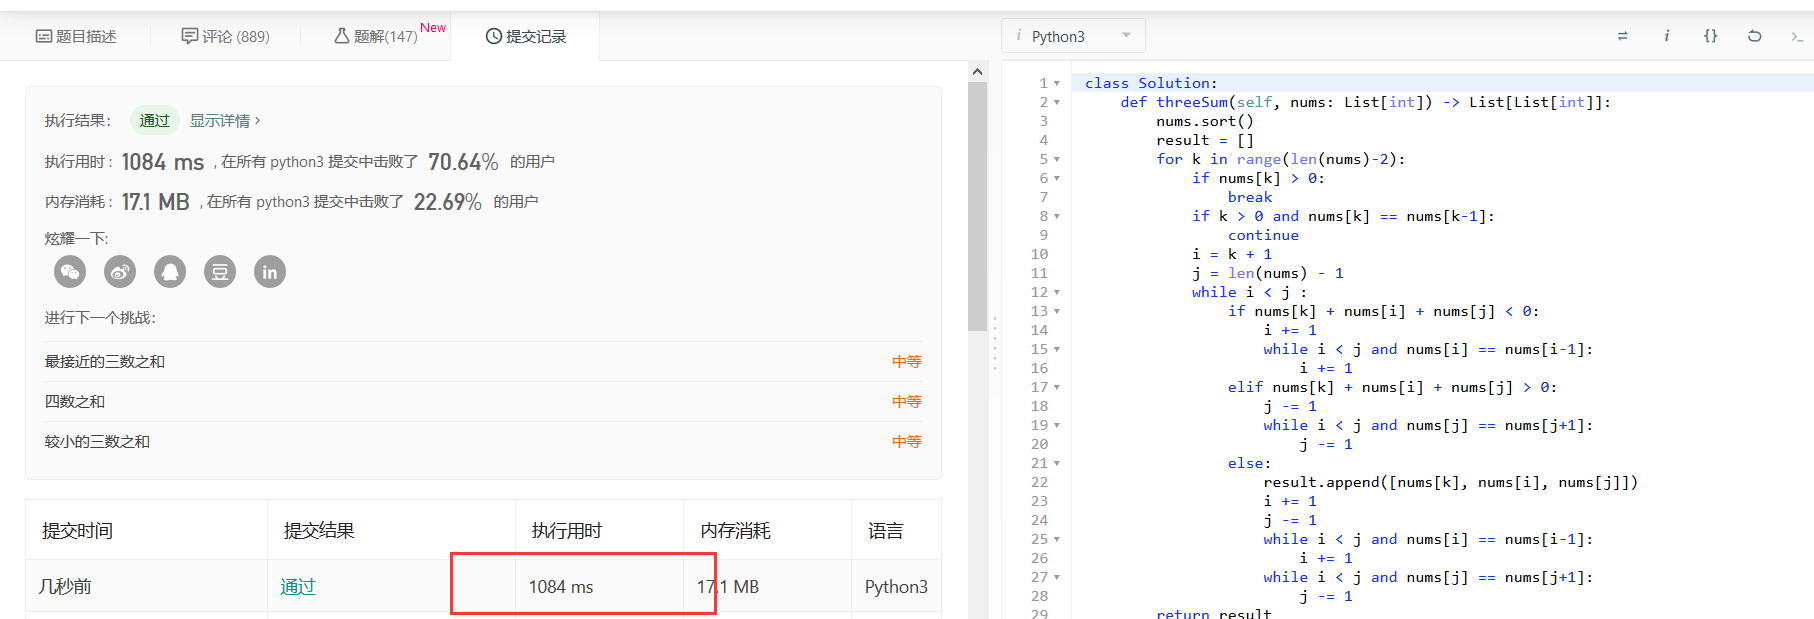 题目描述 评论 (889) 题解(147) New 提交记录
执行结果： 通过 显示详情 ›
执行用时 : 1084 ms , 在所有 python3 提交中击败了 70.64% 的用户
内存消耗 : 17.1 MB , 在所有 python3 提交中击败了 22.69% 的用户
炫耀一下:
豆 in
进行下一个挑战：
最接近的三数之和 中等
四数之和 中等
较小的三数之和 中等
提交时间 提交结果 执行用时 内存消耗 语言
几秒前 通过 1084 ms 17.1 MB Python3
i Python3
i {} >_
1 class Solution:
2 def threeSum(self, nums: List[int]) -> List[List[int]]:
3 nums.sort()
4 result = []
5 for k in range(len(nums)-2):
6 if nums[k] > 0:
7 break
8 if k > 0 and nums[k] == nums[k-1]:
9 continue
10 i = k + 1
11 j = len(nums) - 1
12 while i < j :
13 if nums[k] + nums[i] + nums[j] < 0:
14 i += 1
15 while i < j and nums[i] == nums[i-1]:
16 i += 1
17 elif nums[k] + nums[i] + nums[j] > 0:
18 j -= 1
19 while i < j and nums[j] == nums[j+1]:
20 j -= 1
21 else:
22 result.append([nums[k], nums[i], nums[j]])
23 i += 1
24 j -= 1
25 while i < j and nums[i] == nums[i-1]:
26 i += 1
27 while i < j and nums[j] == nums[j+1]:
28 j -= 1
29 return result